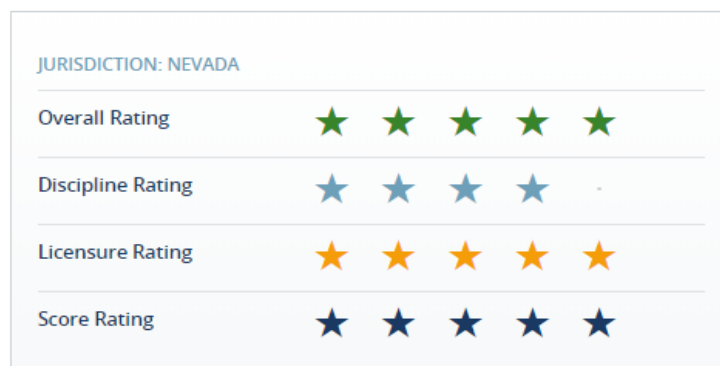 JURISDICTION: NEVADA
Overall Rating
Discipline Rating
Licensure Rating
Score Rating